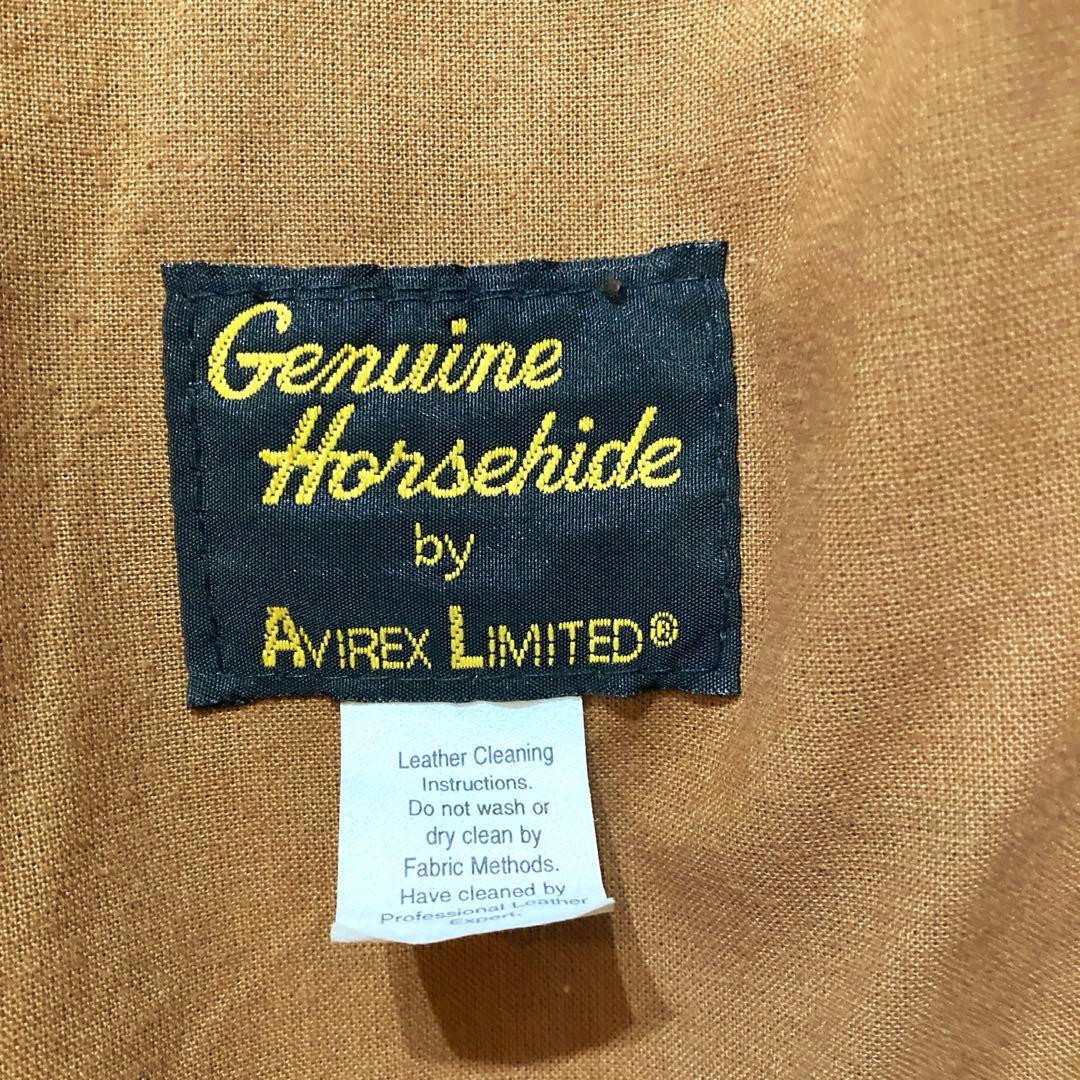 Genuine
Horsehide
by
AVIREX LIMITED®
Leather Cleaning
Instructions.
Do not wash or
dry clean by
Fabric Methods.
Have cleaned by
Professional Leather
Expert.